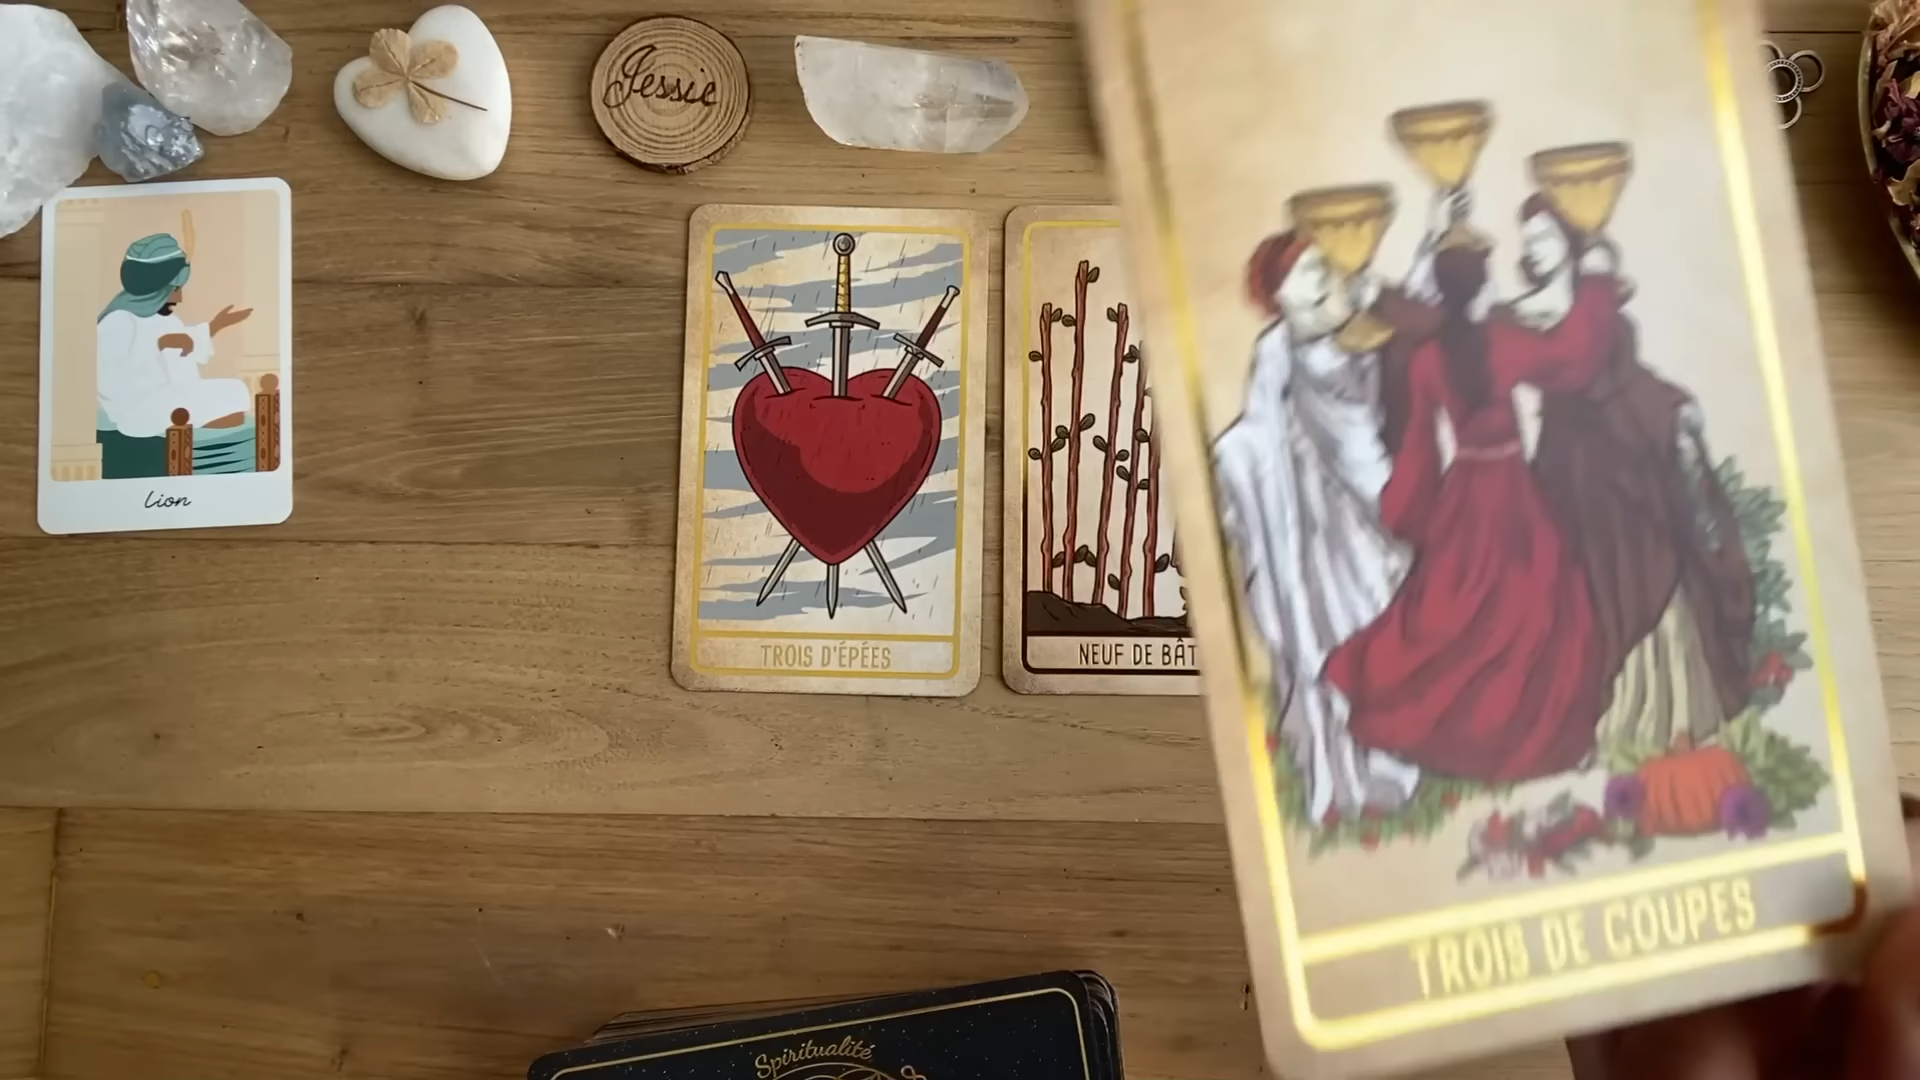 Jessie
Lion
TROIS D'ÉPÉES
NEUF DE BÂT
TROIS DE COUPES
Spiritualité